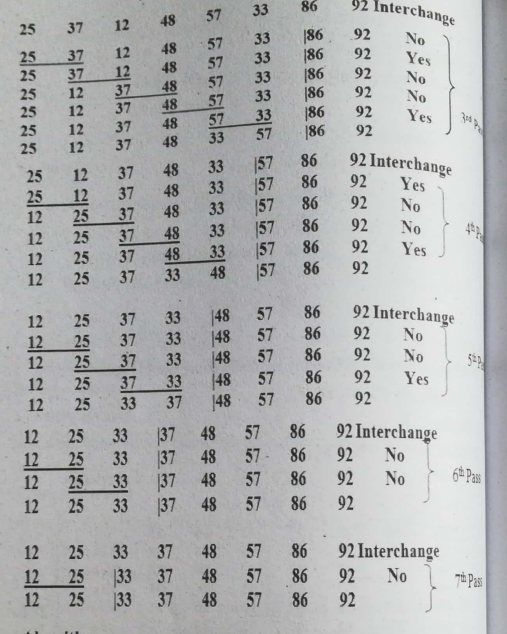 25 37 12 48 57 33 86 92 Interchange
25 37 12 48 57 33 |86 92 No
25 37 12 48 57 33 |86 92 Yes
25 12 37 48 57 33 |86 92 No
25 12 37 48 57 33 |86 92 No
25 12 37 48 57 33 |86 92 Yes
25 12 37 48 33 57 |86 92
3rd
25 12 37 48 33 |57 86 92 Interchange
25 12 37 48 33 |57 86 92 Yes
12 25 37 48 33 |57 86 92 No
12 25 37 48 33 |57 86 92 No
12 25 37 48 33 |57 86 92 Yes
12 25 37 33 48 |57 86 92
4th
12 25 37 33 |48 57 86 92 Interchange
12 25 37 33 |48 57 86 92 No
12 25 37 33 |48 57 86 92 No
12 25 37 33 |48 57 86 92 Yes
12 25 33 37 |48 57 86 92
5th
12 25 33 |37 48 57 86 92 Interchange
12 25 33 |37 48 57 86 92 No
12 25 33 |37 48 57 86 92 No
12 25 33 |37 48 57 86 92
6th Pass
12 25 33 37 48 57 86 92 Interchange
12 25 |33 37 48 57 86 92 No
12 25 |33 37 48 57 86 92
7th Pass